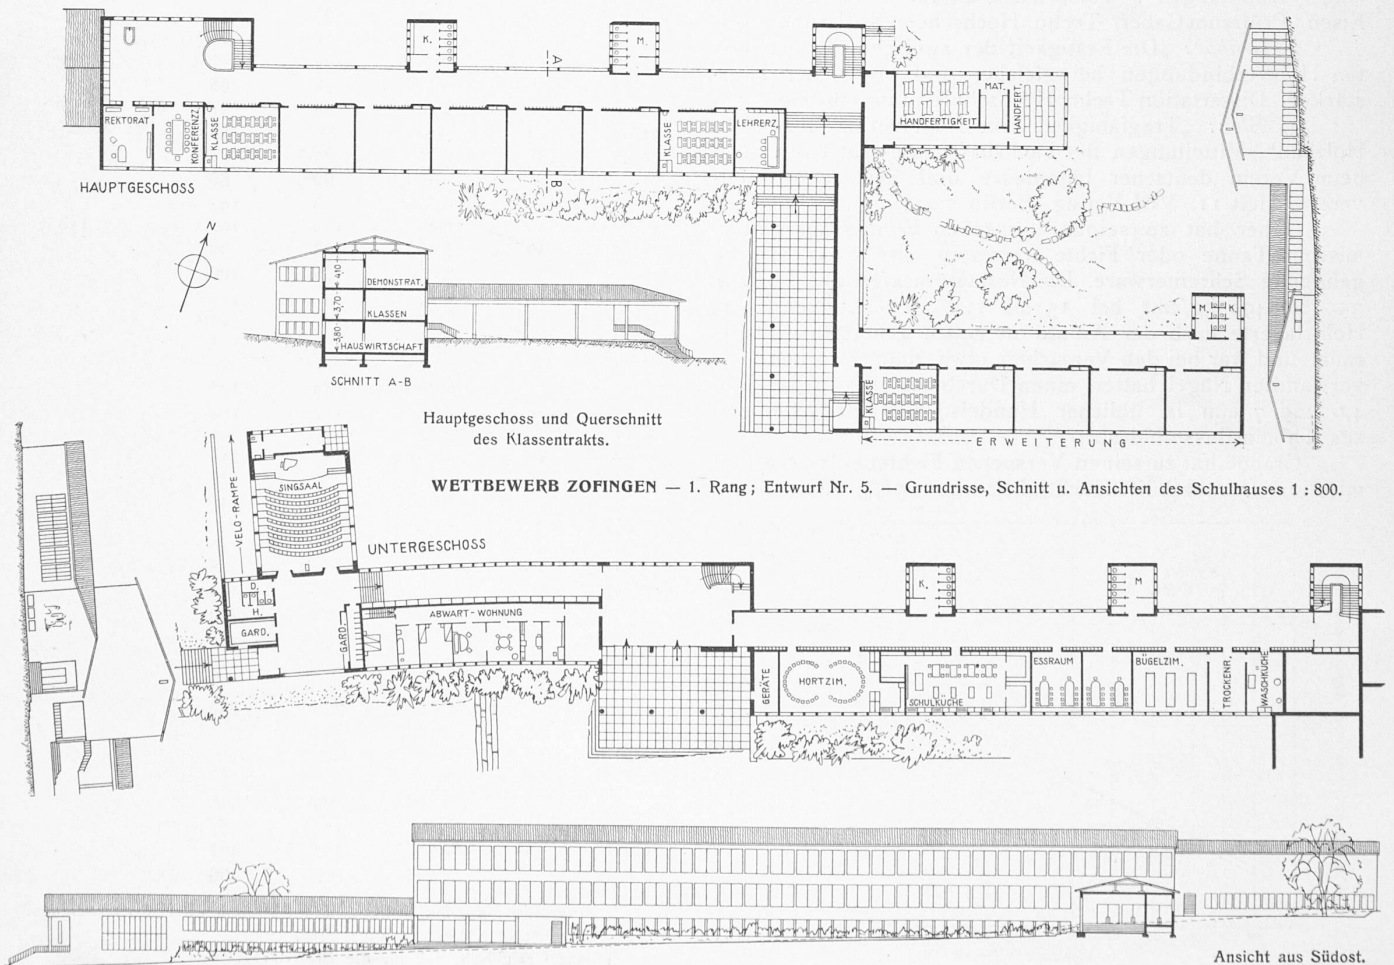 K.
M.
A
REKTORAT
KONFERENZZ.
KLASSE
KLASSE
LEHRERZ.
MAT.
HANDFERT.
HANDFERTIGKEIT
HAUPTGESCHOSS
B
N
4.10
DEMONSTRAT.
3.70
KLASSEN
3.80
HAUSWIRTSCHAFT
SCHNITT A-B
M.
K.
KLASSE
ERWEITERUNG
Hauptgeschoss und Querschnitt
des Klassentrakts.
WETTBEWERB ZOFINGEN — 1. Rang; Entwurf Nr. 5. — Grundrisse, Schnitt u. Ansichten des Schulhauses 1 : 800.
VELO-RAMPE
SINGSAAL
UNTERGESCHOSS
D.
H.
GARD.
GARD.
ABWART-WOHNUNG
K.
M
GERÄTE
HORTZIM.
SCHULKÜCHE
ESSRAUM
BÜGELZIM.
TROCKENR.
WASCHKÜCHE
Ansicht aus Südost.